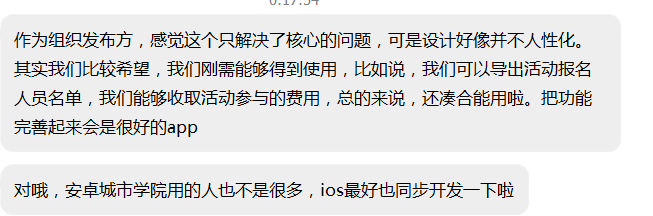 作为组织发布方，感觉这个只解决了核心的问题，可是设计好像并不人性化。
其实我们比较希望，我们刚需能够得到使用，比如说，我们可以导出活动报名
人员名单，我们能够收取活动参与的费用，总的来说，还凑合能用啦。把功能
完善起来会是很好的app
对哦，安卓城市学院用的人也不是很多，ios最好也同步开发一下啦